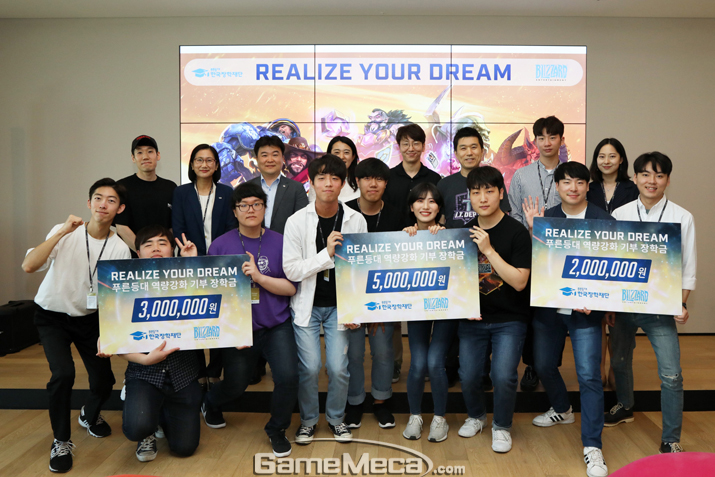 한국장학재단 REALIZE YOUR DREAM BLIZZARD
REALIZE YOUR DREAM
푸른등대 역량강화 기부 장학금
3,000,000원
한국장학재단 BLIZZARD
REALIZE YOUR DREAM
푸른등대 역량강화 기부 장학금
5,000,000원
한국장학재단 BLIZZARD
REALIZE YOUR DREAM
푸른등대 역량강화 기부 장학금
2,000,000원
한국장학재단 BLIZZARD
GameMeca.com